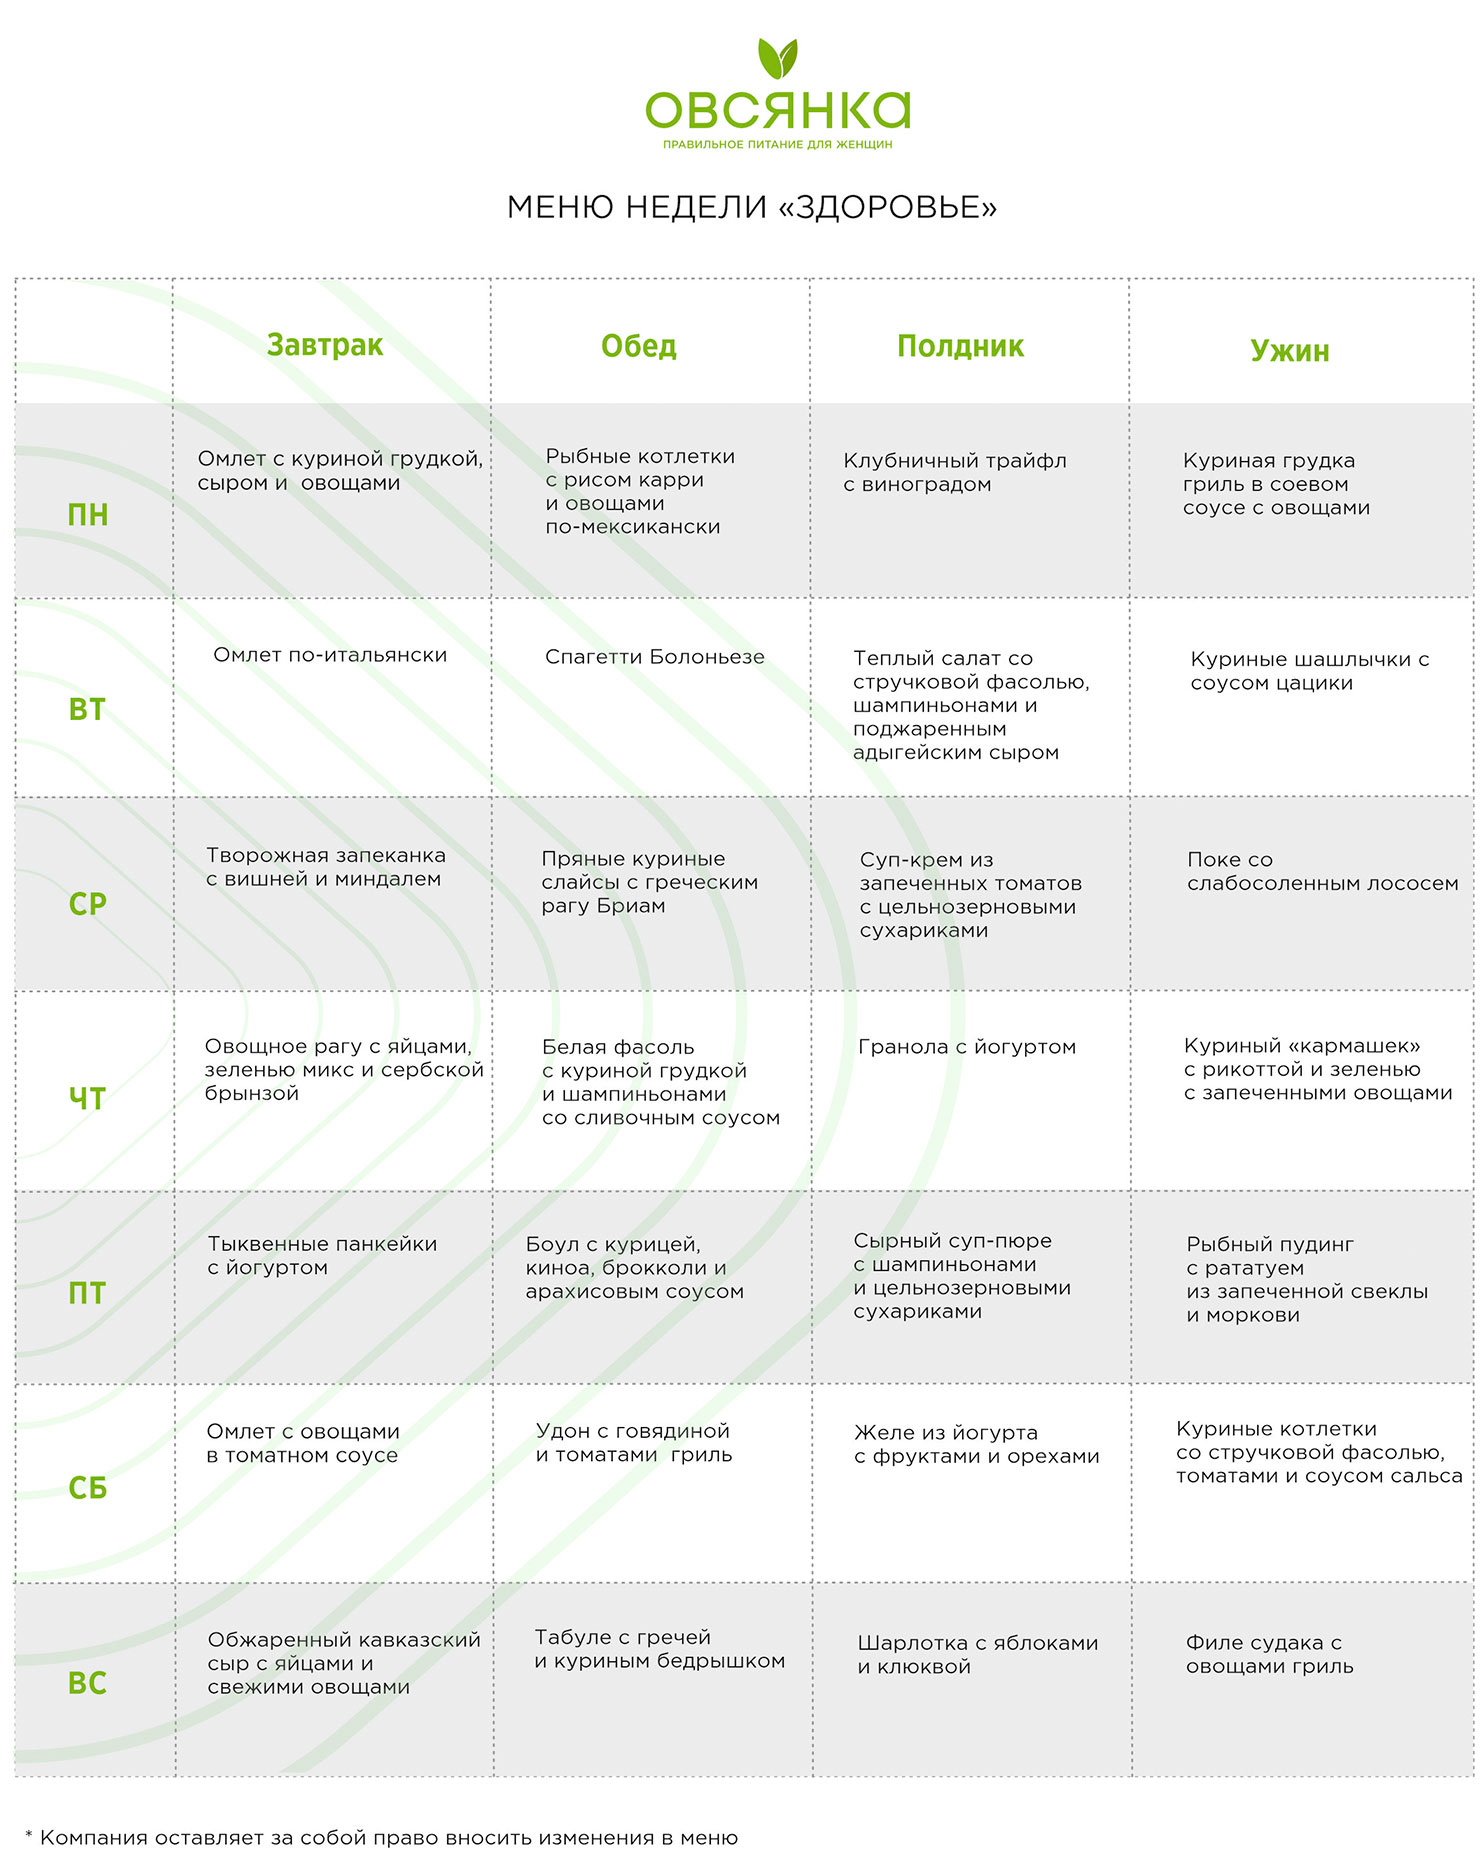 ОВСЯНКА
ПРАВИЛЬНОЕ ПИТАНИЕ ДЛЯ ЖЕНЩИН
МЕНЮ НЕДЕЛИ «ЗДОРОВЬЕ»
Завтрак
Обед
Полдник
Ужин
ПН
Омлет с куриной грудкой,
сыром и овощами
Рыбные котлетки
с рисом карри
и овощами
по-мексикански
Клубничный трайфл
с виноградом
Куриная грудка
гриль в соевом
соусе с овощами
ВТ
Омлет по-итальянски
Спагетти Болоньезе
Теплый салат со
стручковой фасолью,
шампиньонами и
поджаренным
адыгейским сыром
Куриные шашлычки с
соусом цацики
СР
Творожная запеканка
с вишней и миндалем
Пряные куриные
слайсы с греческим
рагу Бриам
Суп-крем из
запеченных томатов
с цельнозерновыми
сухариками
Поке со
слабосоленным лососем
ЧТ
Овощное рагу с яйцами,
зеленью микс и сербской
брынзой
Белая фасоль
с куриной грудкой
и шампиньонами
со сливочным соусом
Гранола с йогуртом
Куриный «кармашек»
с рикоттой и зеленью
с запеченными овощами
ПТ
Тыквенные панкейки
с йогуртом
Боул с курицей,
киноа, брокколи и
арахисовым соусом
Сырный суп-пюре
с шампиньонами
и цельнозерновыми
сухариками
Рыбный пудинг
с рататуем
из запеченной свеклы
и моркови
СБ
Омлет с овощами
в томатном соусе
Удон с говядиной
и томатами гриль
Желе из йогурта
с фруктами и орехами
Куриные котлетки
со стручковой фасолью,
томатами и соусом сальса
ВС
Обжаренный кавказский
сыр с яйцами и
свежими овощами
Табуле с гречей
и куриным бедрышком
Шарлотка с яблоками
и клюквой
Филе судака с
овощами гриль
* Компания оставляет за собой право вносить изменения в меню